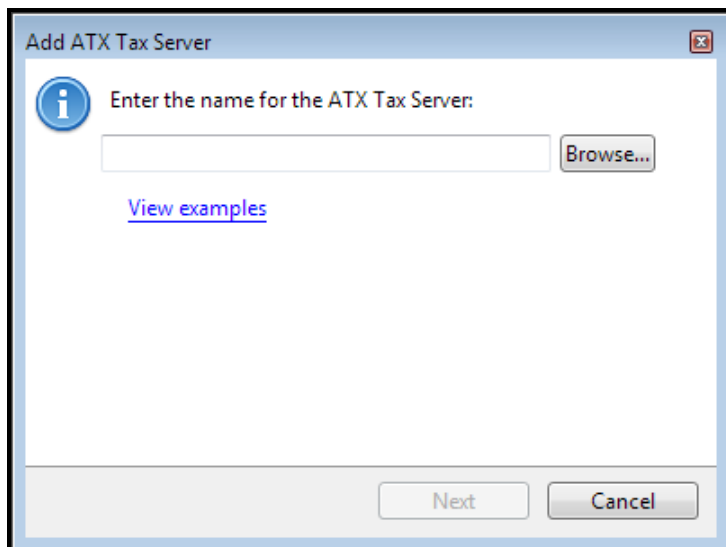 Add ATX Tax Server
Enter the name for the ATX Tax Server:
Browse...
View examples
Next
Cancel